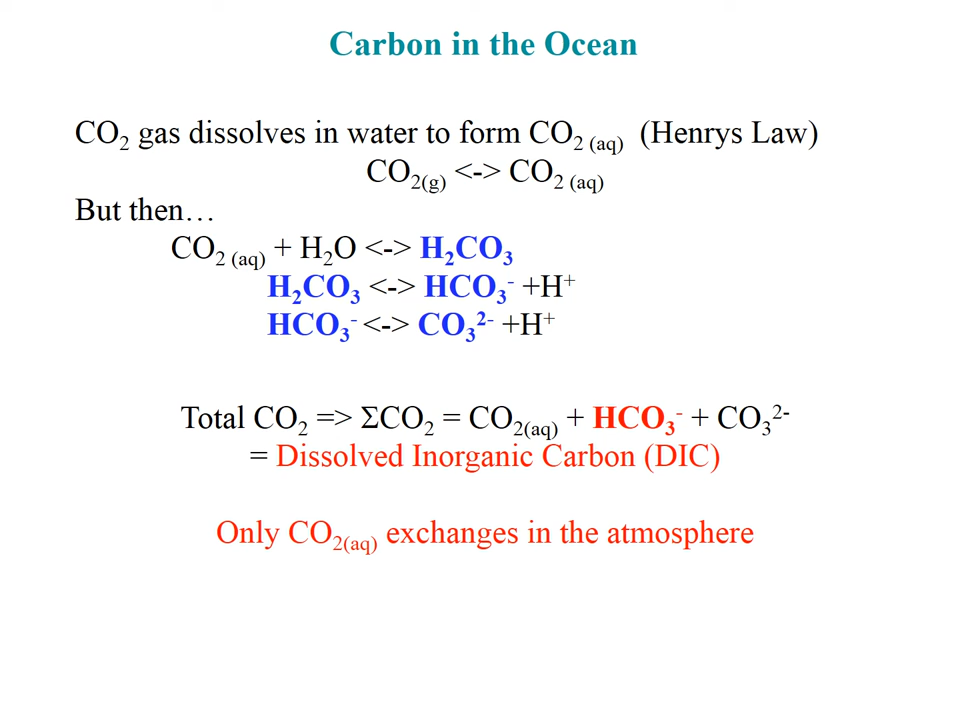 Carbon in the Ocean
CO₂ gas dissolves in water to form CO₂ ₍aq₎ (Henrys Law)
CO₂₍g₎ <-> CO₂ ₍aq₎
But then…
CO₂ ₍aq₎ + H₂O <-> H₂CO₃
H₂CO₃ <-> HCO₃⁻ +H⁺
HCO₃⁻ <-> CO₃²⁻ +H⁺
Total CO₂ => ΣCO₂ = CO₂₍aq₎ + HCO₃⁻ + CO₃²⁻
= Dissolved Inorganic Carbon (DIC)
Only CO₂₍aq₎ exchanges in the atmosphere